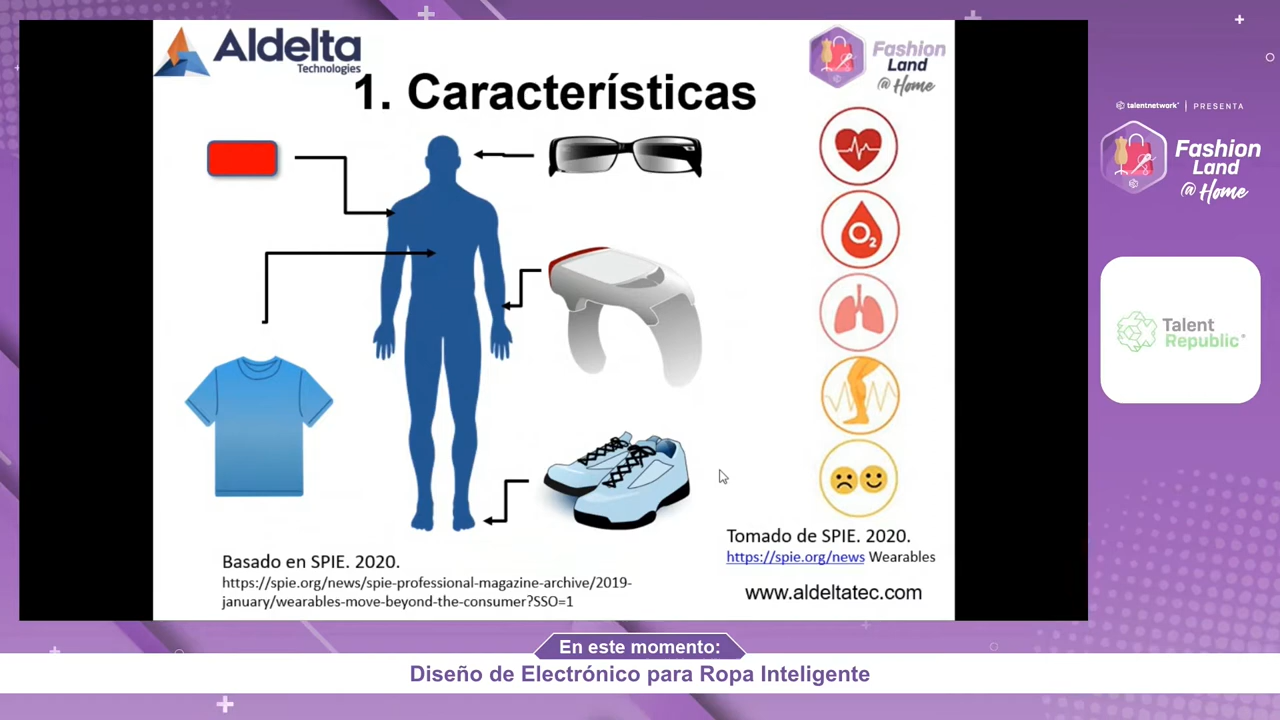 Aldelta
Technologies
Fashion
Land
@Home
1. Características
O2
Basado en SPIE. 2020.
https://spie.org/news/spie-professional-magazine-archive/2019-
january/wearables-move-beyond-the-consumer?SSO=1
Tomado de SPIE. 2020.
https://spie.org/news Wearables
www.aldeltatec.com
talentnetwork | PRESENTA
Fashion
Land
@Home
Talent
Republic
En este momento:
Diseño de Electrónico para Ropa Inteligente